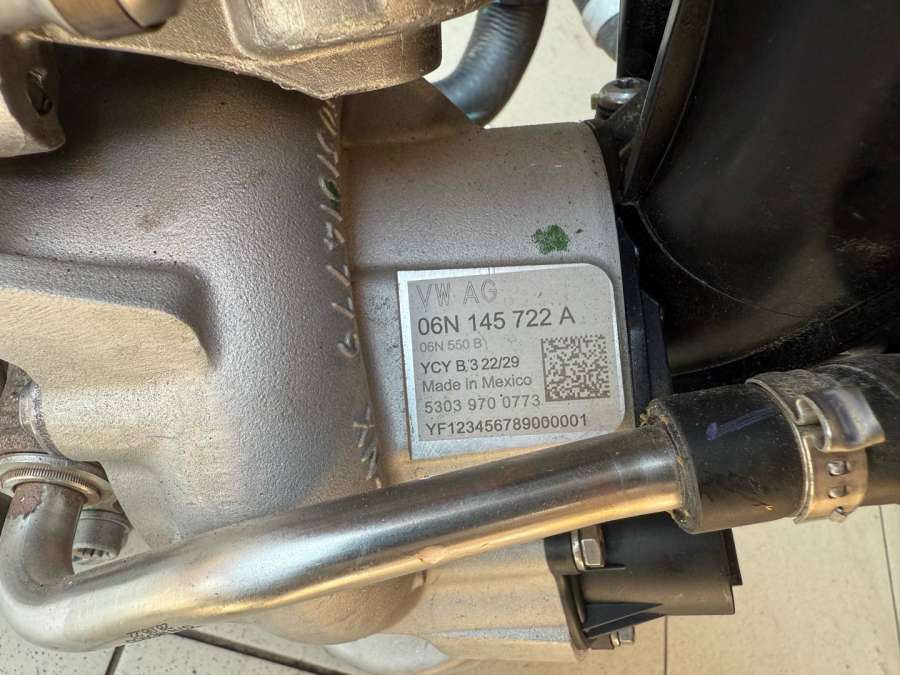 VW AG
06N 145 722 A
06N 550 B
YCY B 3 22/29
Made in Mexico
5303 970 0773
YF123456789000001